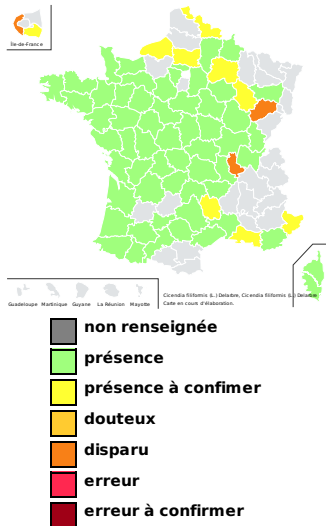 Île-de-France
Guadeloupe Martinique Guyane La Réunion Mayotte
Cicendia filiformis (L.) Delarbre, Cicendia filiformis (L.) Delarbre
Carte en cours d'élaboration.
non renseignée
présence
présence à confimer
douteux
disparu
erreur
erreur à confirmer